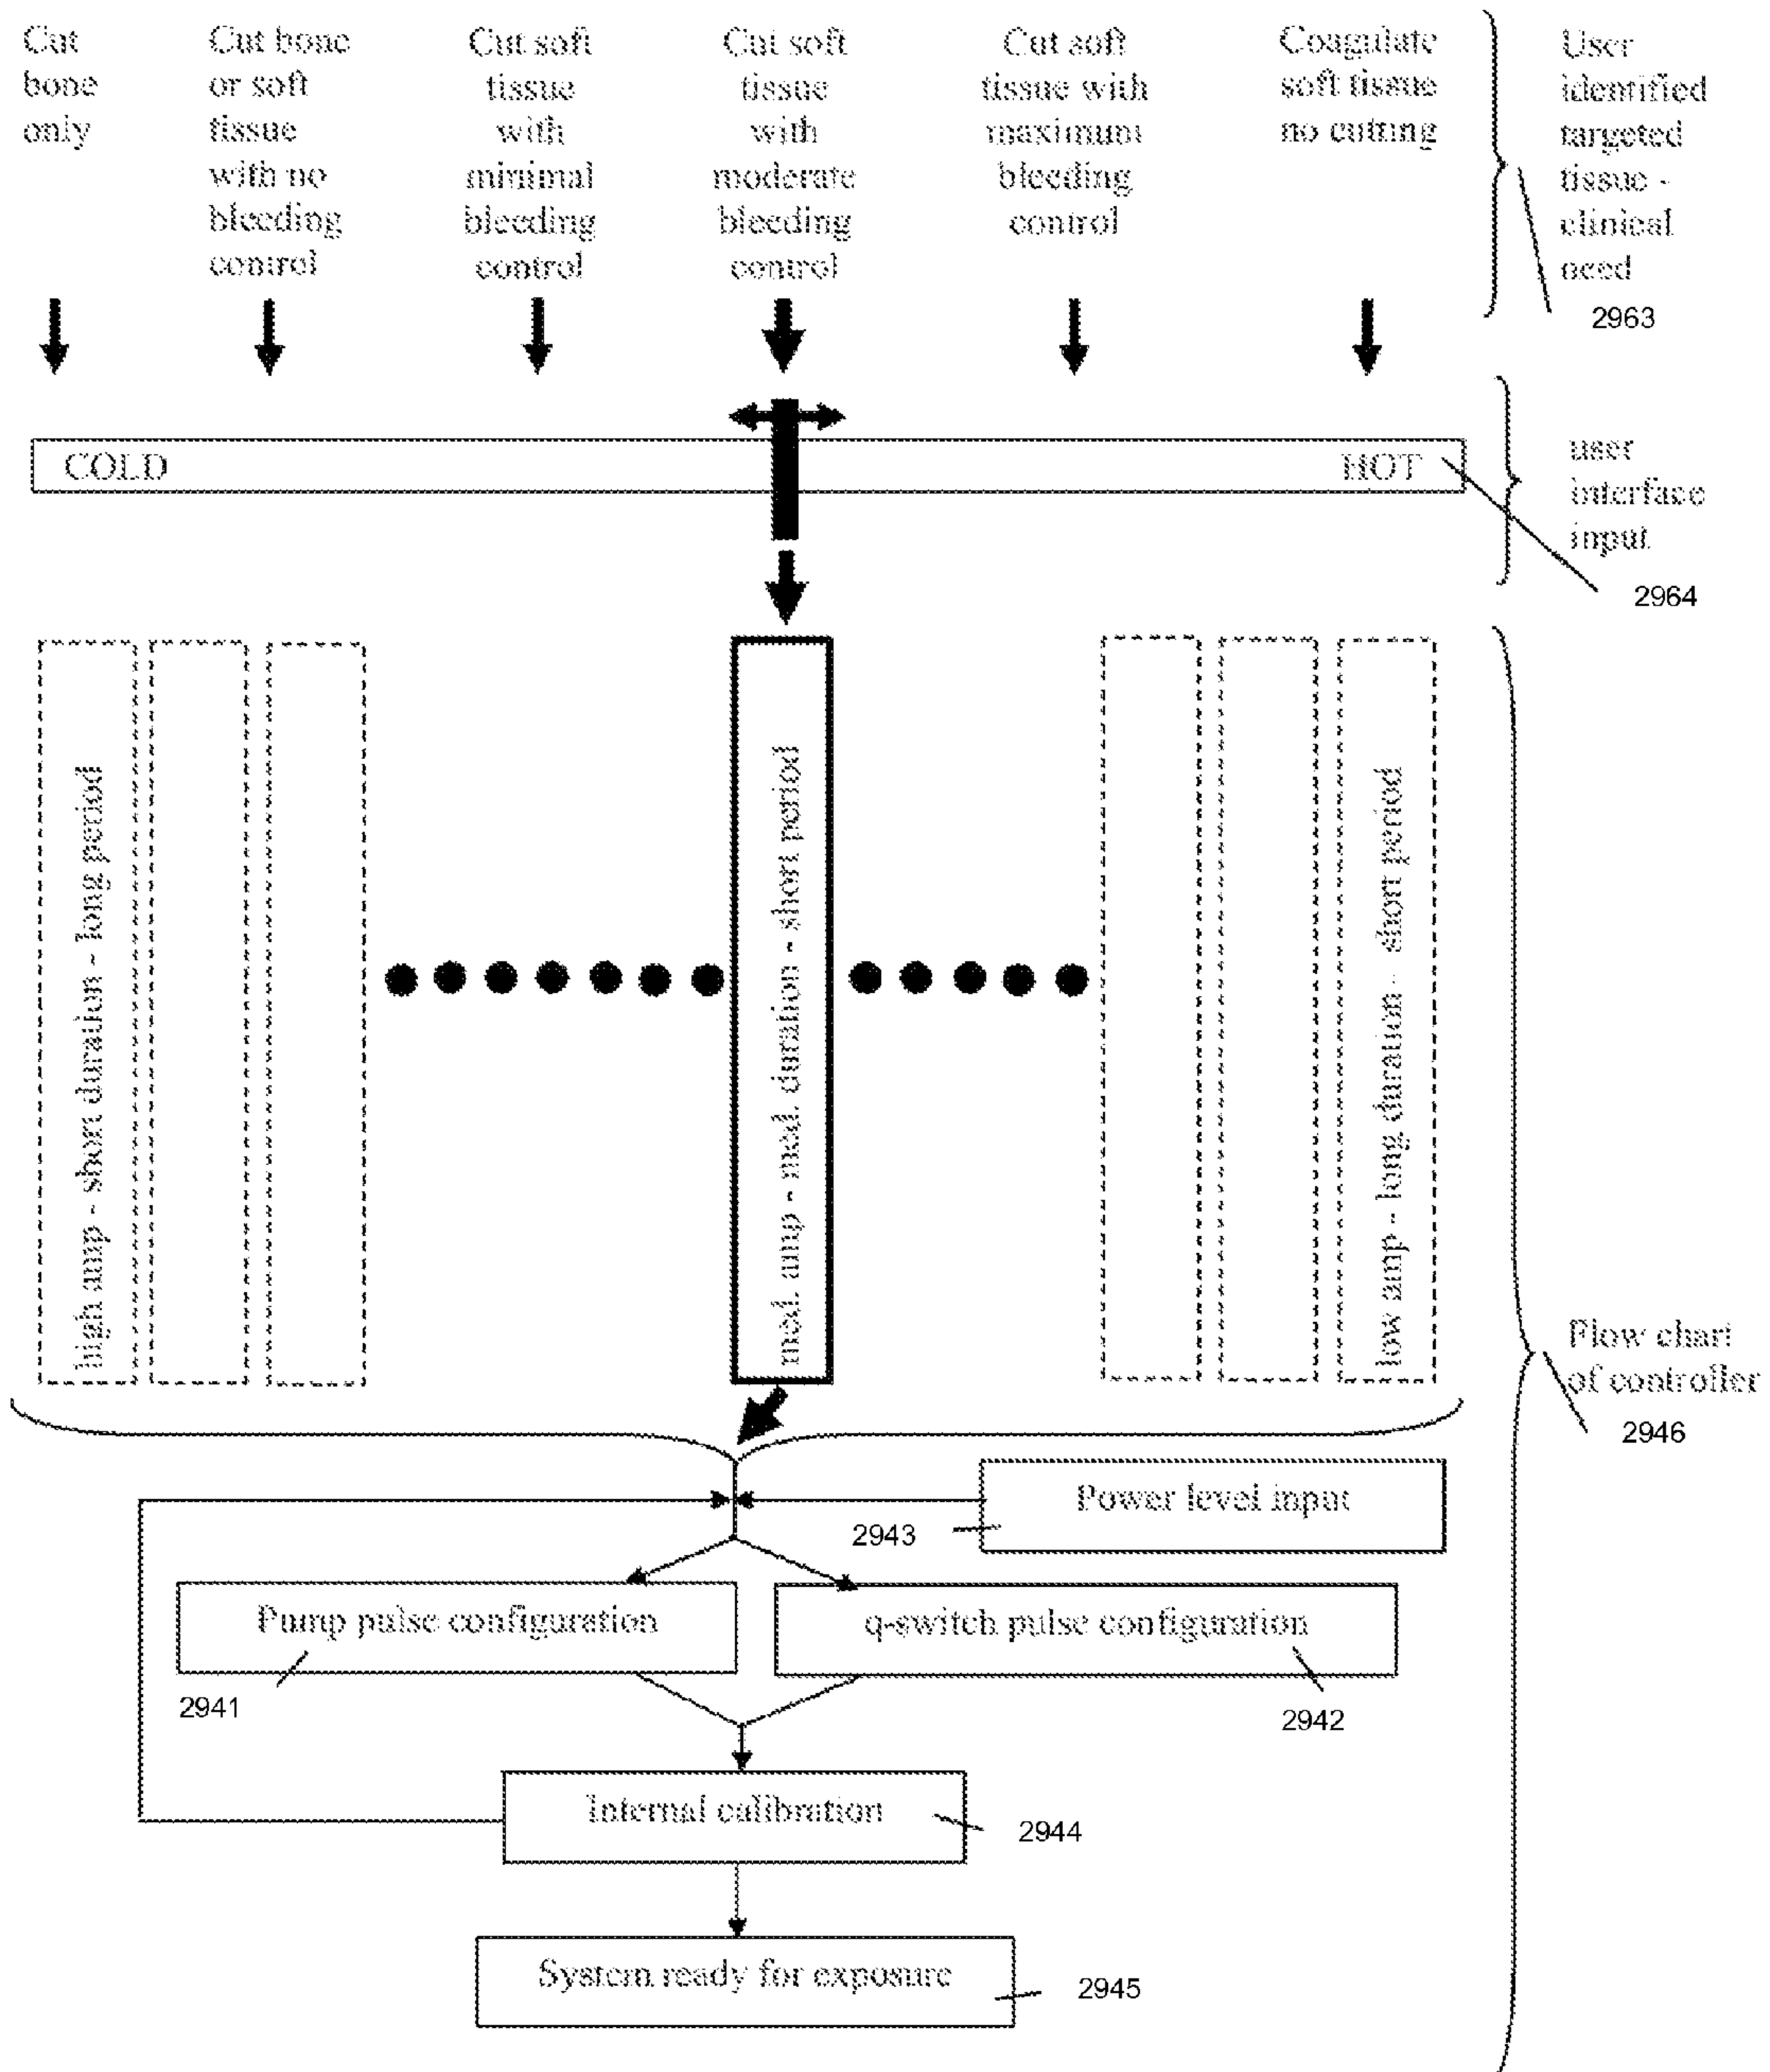 Cut
bone
only
Cut bone
or soft
tissue
with no
bleeding
control
Cut soft
tissue
with
minimal
bleeding
control
Cut soft
tissue
with
moderate
bleeding
control
Cut soft
tissue with
maximum
bleeding
control
Coagulate
soft tissue
no cutting
User
identified
targeted
tissue -
clinical
need
2963
COLD
HOT
user
interface
input
2964
high amp - short duration - long period
med. amp - med. duration - short period
low amp - long duration - short period
Flow chart
of controller
2946
Power level input
2943
Pump pulse configuration
q-switch pulse configuration
2941
2942
Internal calibration
2944
System ready for exposure
2945